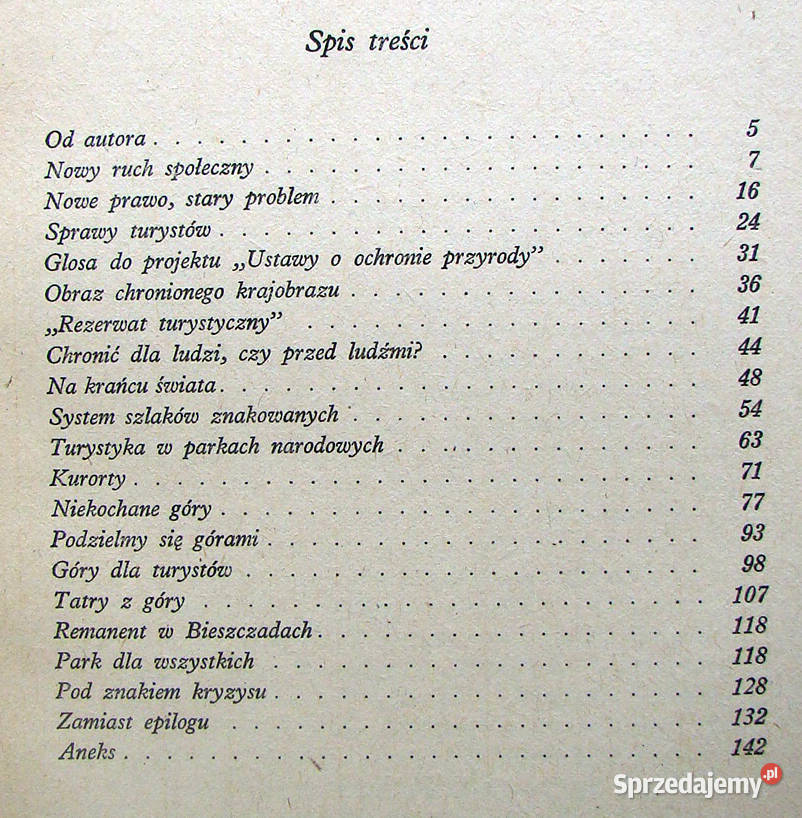 Spis treści
Od autora . . . . . . . . . . . . . . . . . . . . 5
Nowy ruch społeczny . . . . . . . . . . . . . . . . 7
Nowe prawo, stary problem . . . . . . . . . . . . . 16
Sprawy turystów . . . . . . . . . . . . . . . . . 24
Glosa do projektu „Ustawy o ochronie przyrody” . . . . . . 31
Obraz chronionego krajobrazu . . . . . . . . . . . . 36
„Rezerwat turystyczny” . . . . . . . . . . . . . . 41
Chronić dla ludzi, czy przed ludźmi? . . . . . . . . . . 44
Na krańcu świata . . . . . . . . . . . . . . . . . 48
System szlaków znakowanych . . . . . . . . . . . . . 54
Turystyka w parkach narodowych . . . . . . . . . . . 63
Kurorty . . . . . . . . . . . . . . . . . . . . . 71
Niekochane góry . . . . . . . . . . . . . . . . . . 77
Podzielmy się górami . . . . . . . . . . . . . . . . 93
Góry dla turystów . . . . . . . . . . . . . . . . . 98
Tatry z góry . . . . . . . . . . . . . . . . . . . 107
Remanent w Bieszczadach . . . . . . . . . . . . . . 118
Park dla wszystkich . . . . . . . . . . . . . . . . 118
Pod znakiem kryzysu . . . . . . . . . . . . . . . . 128
Zamiast epilogu . . . . . . . . . . . . . . . . . . 132
Aneks . . . . . . . . . . . . . . . . . . . . . . 142
Sprzedajemy.pl